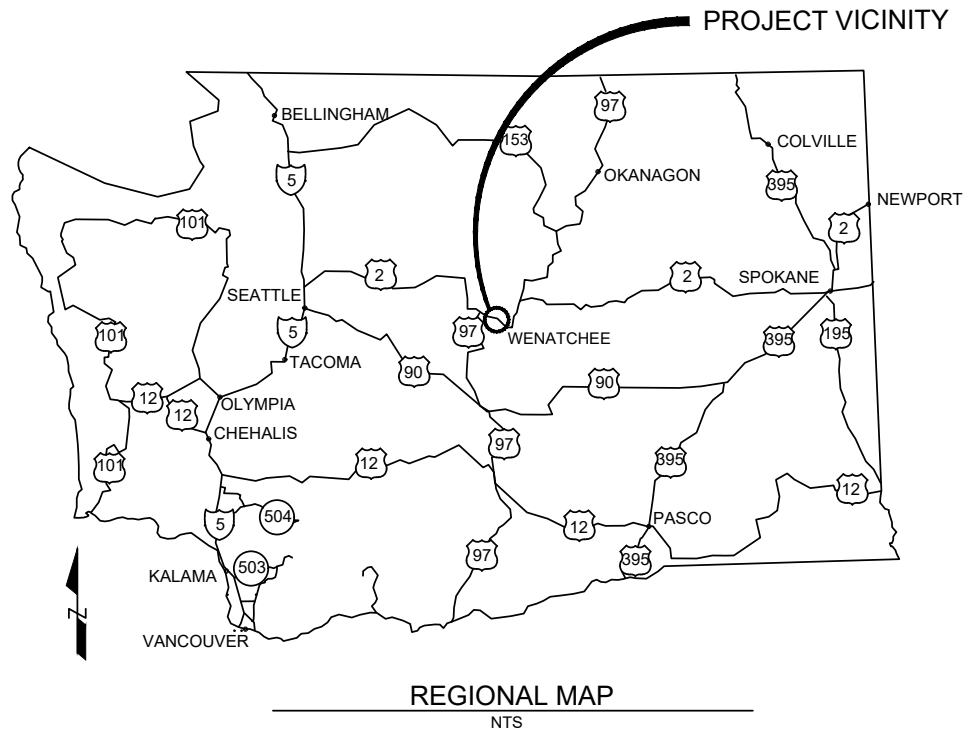 PROJECT VICINITY
BELLINGHAM
97
153
COLVILLE
5
OKANAGON
395
NEWPORT
101
2
2
2
SPOKANE
SEATTLE
97
WENATCHEE
101
5
395
195
TACOMA
90
90
12
OLYMPIA
12
CHEHALIS
97
101
12
395
12
504
5
12
PASCO
97
503
395
KALAMA
N
VANCOUVER
REGIONAL MAP
NTS